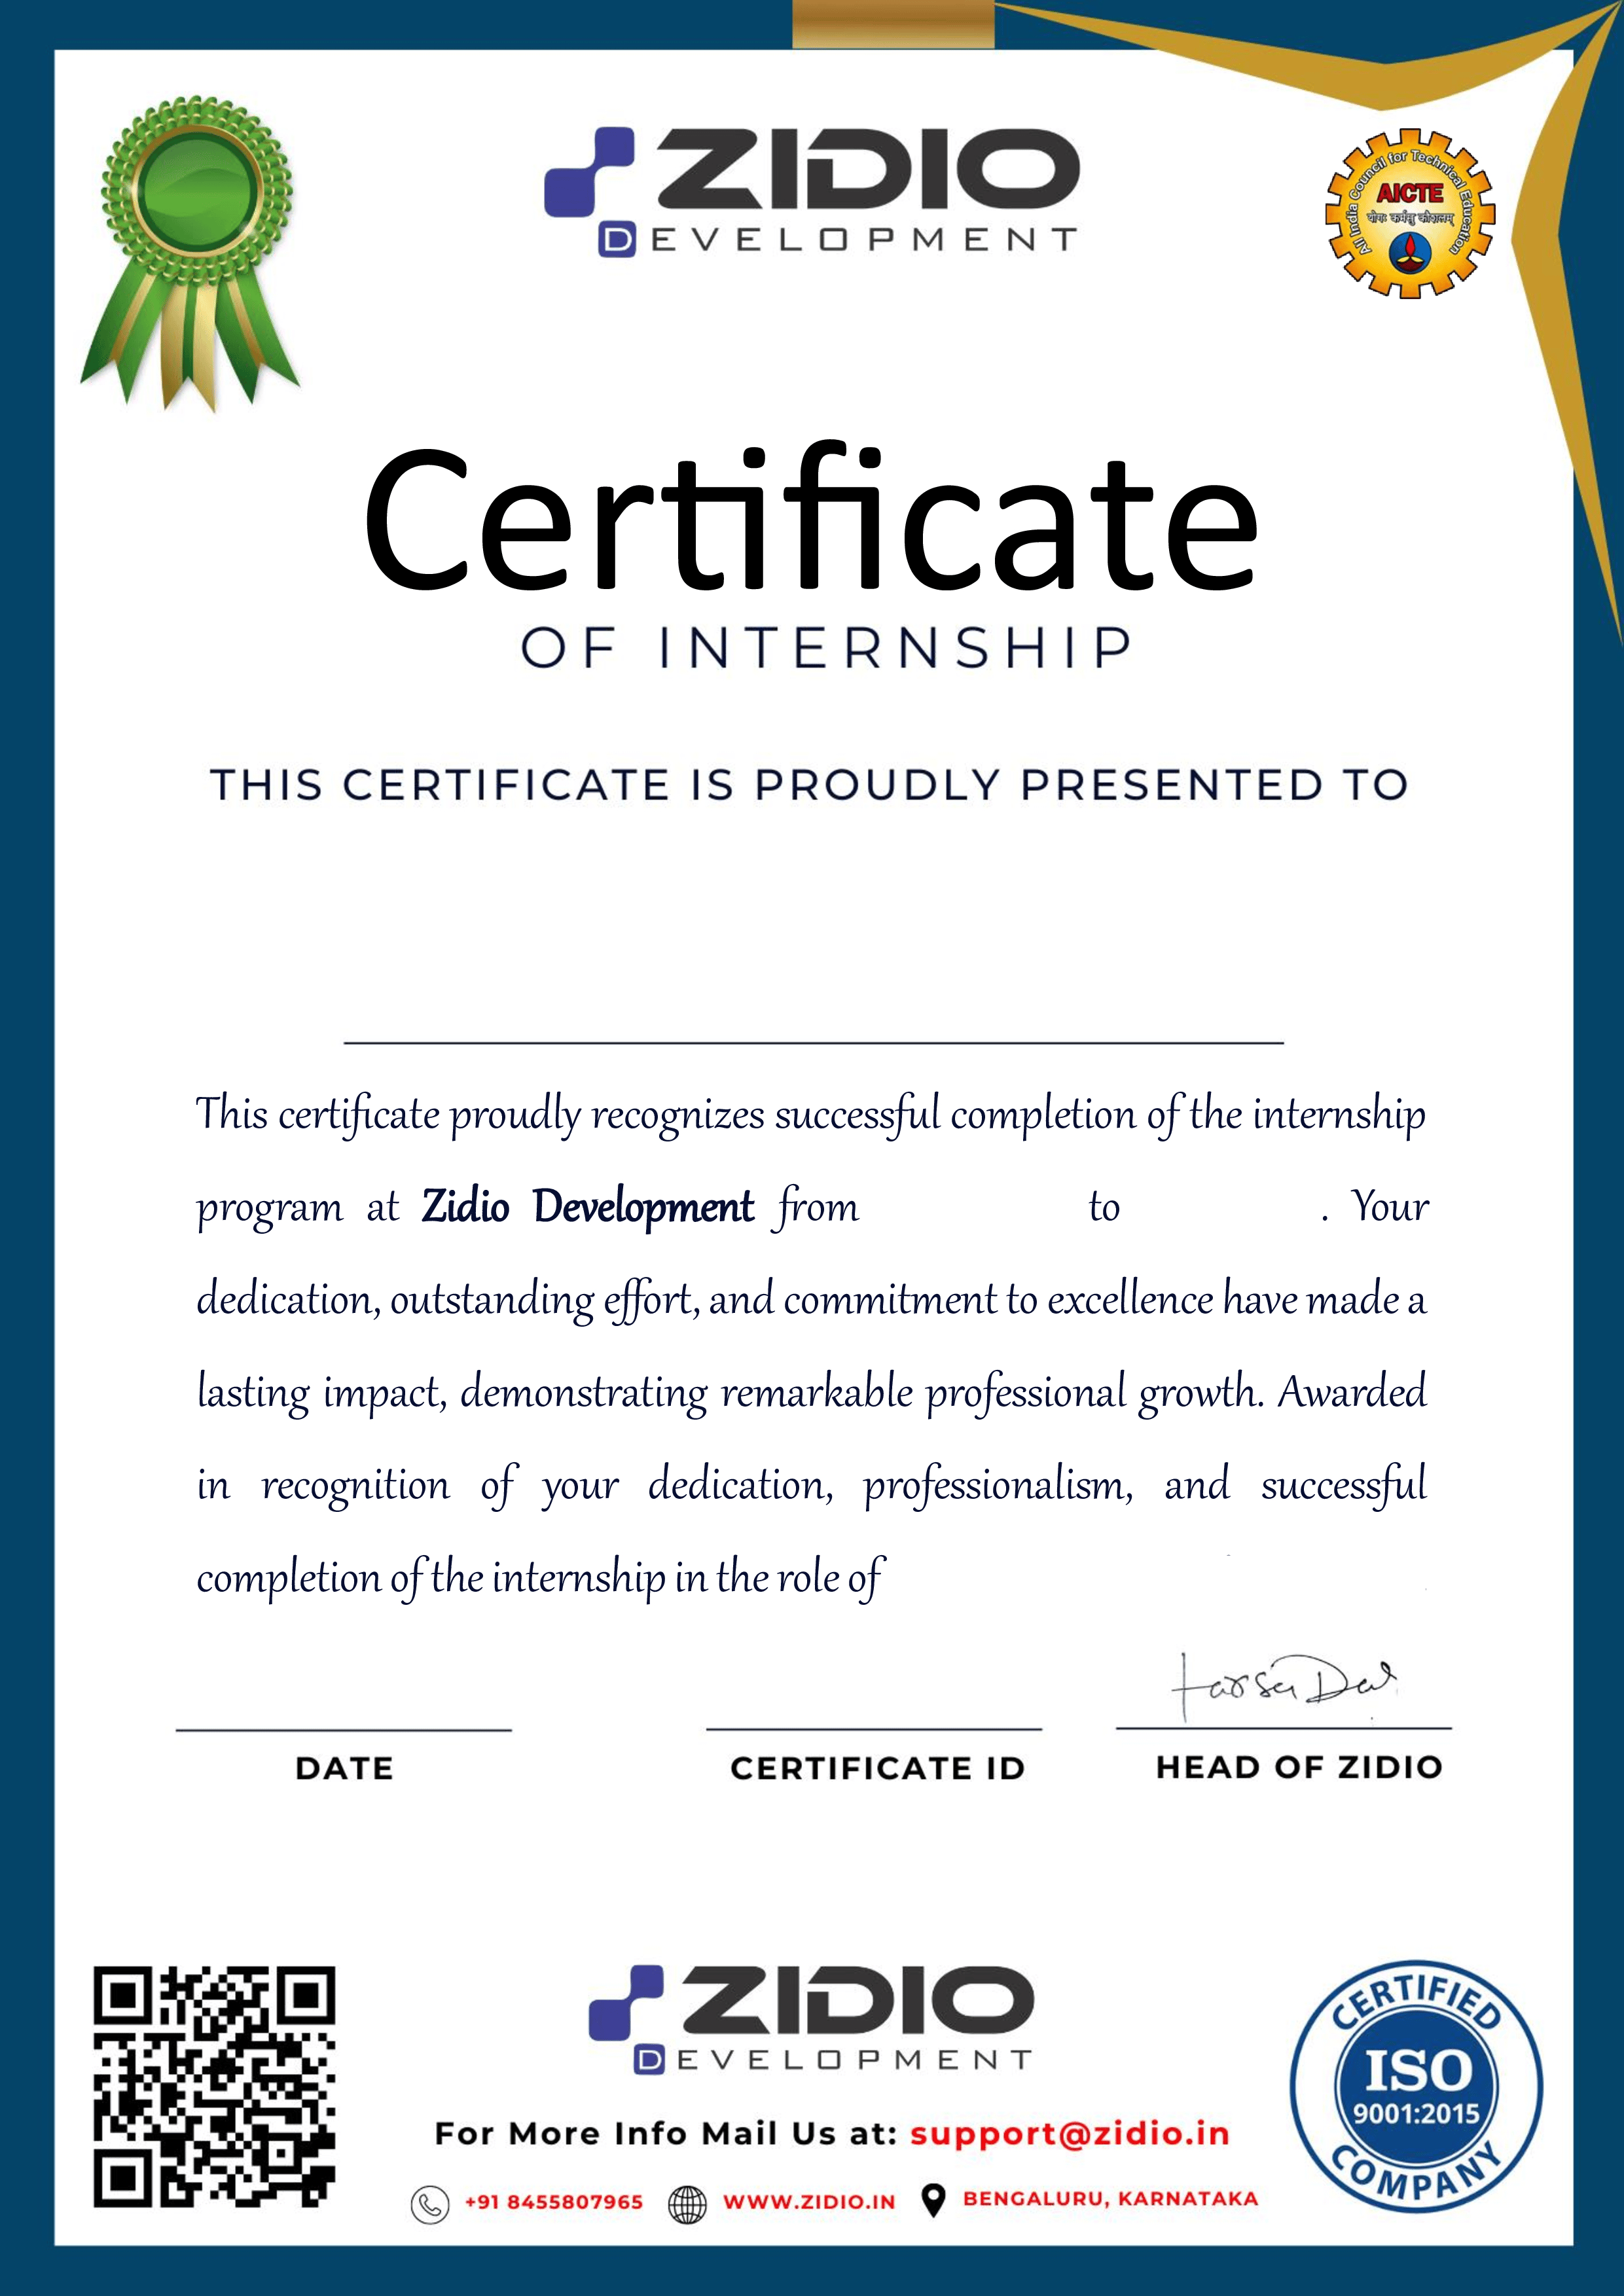 ZIDIO
DEVELOPMENT
All India Council for Technical Education
AICTE
योगः कर्मसु कौशलम्
Certificate
OF INTERNSHIP
THIS CERTIFICATE IS PROUDLY PRESENTED TO
This certificate proudly recognizes successful completion of the internship
program at Zidio Development from to . Your
dedication, outstanding effort, and commitment to excellence have made a
lasting impact, demonstrating remarkable professional growth. Awarded
in recognition of your dedication, professionalism, and successful
completion of the internship in the role of
DATE
CERTIFICATE ID
HEAD OF ZIDIO
ZIDIO
DEVELOPMENT
For More Info Mail Us at: support@zidio.in
+91 8455807965 WWW.ZIDIO.IN BENGALURU, KARNATAKA
CERTIFIED
ISO
9001:2015
COMPANY